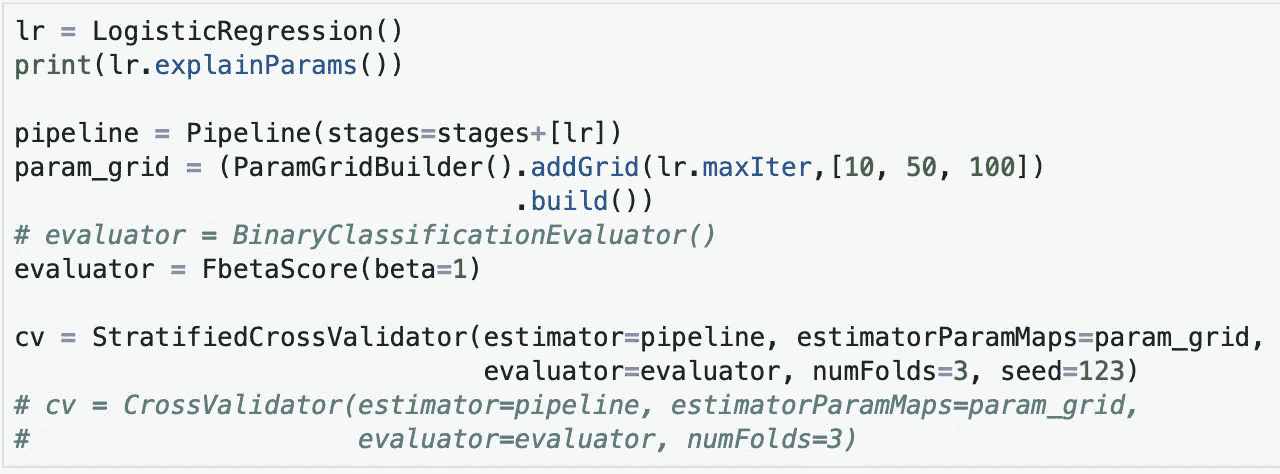 lr = LogisticRegression()
print(lr.explainParams())
pipeline = Pipeline(stages=stages+[lr])
param_grid = (ParamGridBuilder().addGrid(lr.maxIter,[10, 50, 100])
.build())
# evaluator = BinaryClassificationEvaluator()
evaluator = FbetaScore(beta=1)
cv = StratifiedCrossValidator(estimator=pipeline, estimatorParamMaps=param_grid,
evaluator=evaluator, numFolds=3, seed=123)
# cv = CrossValidator(estimator=pipeline, estimatorParamMaps=param_grid,
# evaluator=evaluator, numFolds=3)